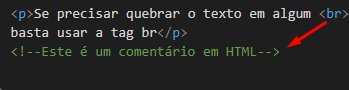 <p>Se precisar quebrar o texto em algum <br>
basta usar a tag br</p>
<!--Este é um comentário em HTML-->